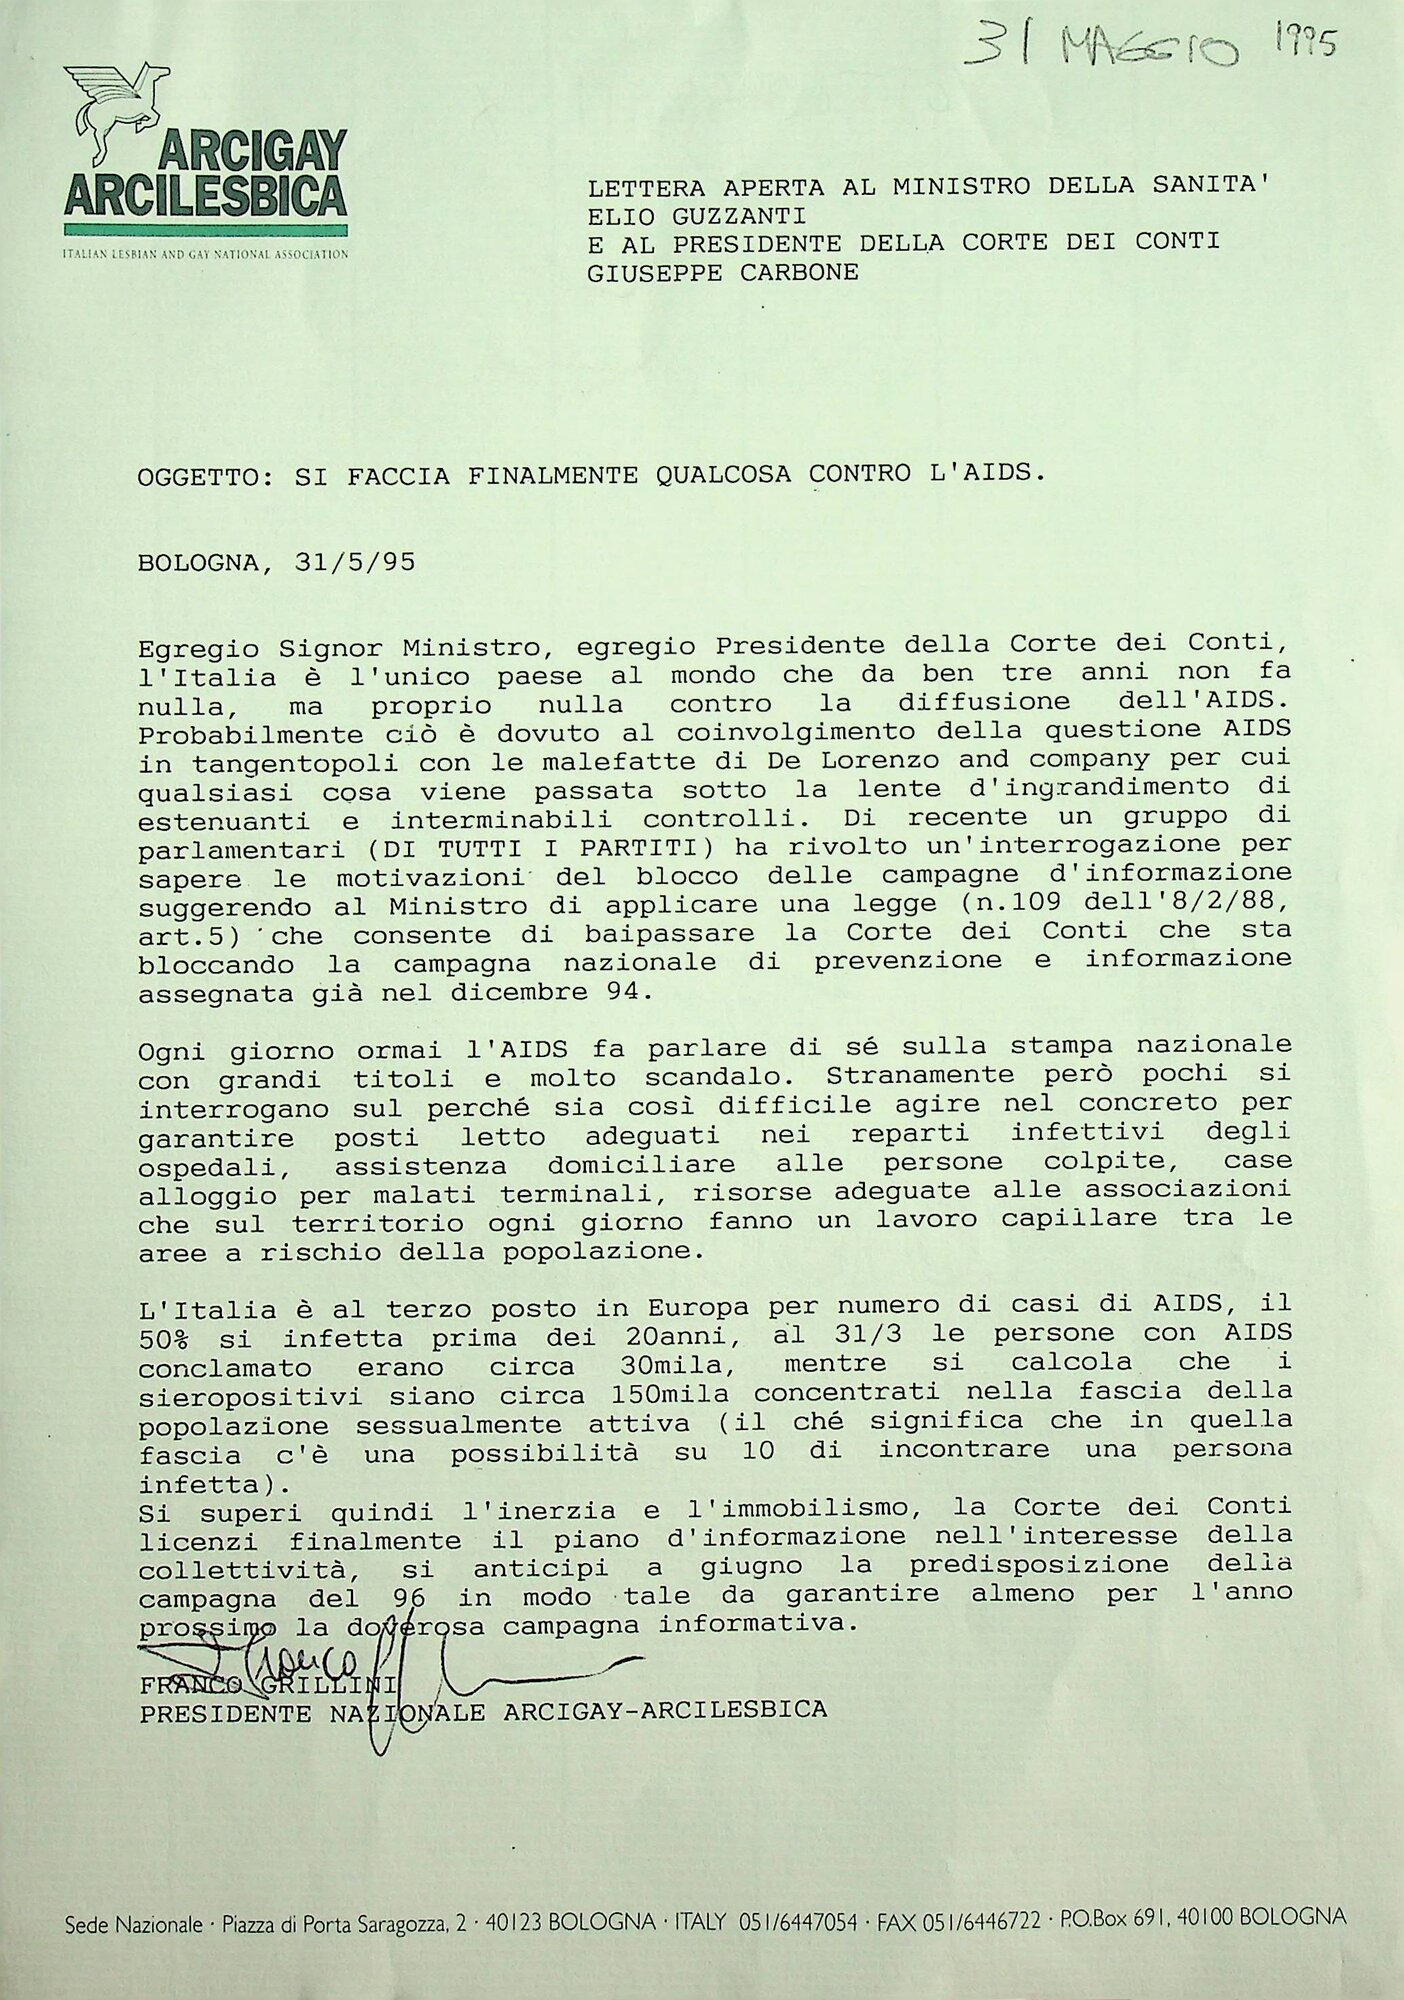 31 MAGGIO 1995
ARCIGAY
ARCILESBICA
ITALIAN LESBIAN AND GAY NATIONAL ASSOCIATION
LETTERA APERTA AL MINISTRO DELLA SANITA'
ELIO GUZZANTI
E AL PRESIDENTE DELLA CORTE DEI CONTI
GIUSEPPE CARBONE
OGGETTO: SI FACCIA FINALMENTE QUALCOSA CONTRO L'AIDS.
BOLOGNA, 31/5/95
Egregio Signor Ministro, egregio Presidente della Corte dei Conti,
l'Italia è l'unico paese al mondo che da ben tre anni non fa
nulla, ma proprio nulla contro la diffusione dell'AIDS.
Probabilmente ciò è dovuto al coinvolgimento della questione AIDS
in tangentopoli con le malefatte di De Lorenzo and company per cui
qualsiasi cosa viene passata sotto la lente d'ingrandimento di
estenuanti e interminabili controlli. Di recente un gruppo di
parlamentari (DI TUTTI I PARTITI) ha rivolto un'interrogazione per
sapere le motivazioni del blocco delle campagne d'informazione
suggerendo al Ministro di applicare una legge (n.109 dell'8/2/88,
art.5) che consente di baipassare la Corte dei Conti che sta
bloccando la campagna nazionale di prevenzione e informazione
assegnata già nel dicembre 94.
Ogni giorno ormai l'AIDS fa parlare di sé sulla stampa nazionale
con grandi titoli e molto scandalo. Stranamente però pochi si
interrogano sul perché sia così difficile agire nel concreto per
garantire posti letto adeguati nei reparti infettivi degli
ospedali, assistenza domiciliare alle persone colpite, case
alloggio per malati terminali, risorse adeguate alle associazioni
che sul territorio ogni giorno fanno un lavoro capillare tra le
aree a rischio della popolazione.
L'Italia è al terzo posto in Europa per numero di casi di AIDS, il
50% si infetta prima dei 20anni, al 31/3 le persone con AIDS
conclamato erano circa 30mila, mentre si calcola che i
sieropositivi siano circa 150mila concentrati nella fascia della
popolazione sessualmente attiva (il ché significa che in quella
fascia c'è una possibilità su 10 di incontrare una persona
infetta).
Si superi quindi l'inerzia e l'immobilismo, la Corte dei Conti
licenzi finalmente il piano d'informazione nell'interesse della
collettività, si anticipi a giugno la predisposizione della
campagna del 96 in modo tale da garantire almeno per l'anno
prossimo la doverosa campagna informativa.
Franco
FRANCO GRILLINI
PRESIDENTE NAZIONALE ARCIGAY-ARCILESBICA
Sede Nazionale · Piazza di Porta Saragozza, 2 · 40123 BOLOGNA · ITALY 051/6447054 · FAX 051/6446722 · P.O.Box 691, 40100 BOLOGNA